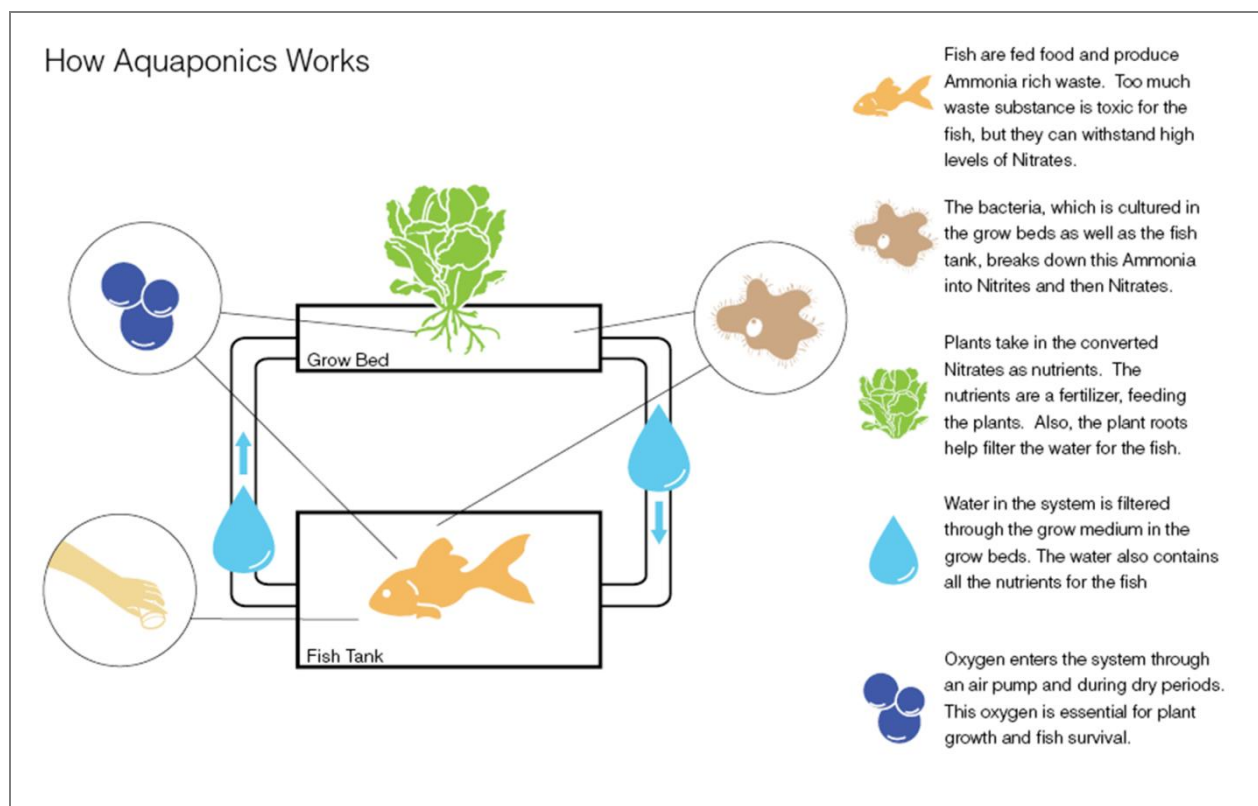 How Aquaponics Works
Grow Bed
Fish Tank
Fish are fed food and produce
Ammonia rich waste. Too much
waste substance is toxic for the
fish, but they can withstand high
levels of Nitrates.
The bacteria, which is cultured in
the grow beds as well as the fish
tank, breaks down this Ammonia
into Nitrites and then Nitrates.
Plants take in the converted
Nitrates as nutrients. The
nutrients are a fertilizer, feeding
the plants. Also, the plant roots
help filter the water for the fish.
Water in the system is filtered
through the grow medium in the
grow beds. The water also contains
all the nutrients for the fish
Oxygen enters the system through
an air pump and during dry periods.
This oxygen is essential for plant
growth and fish survival.